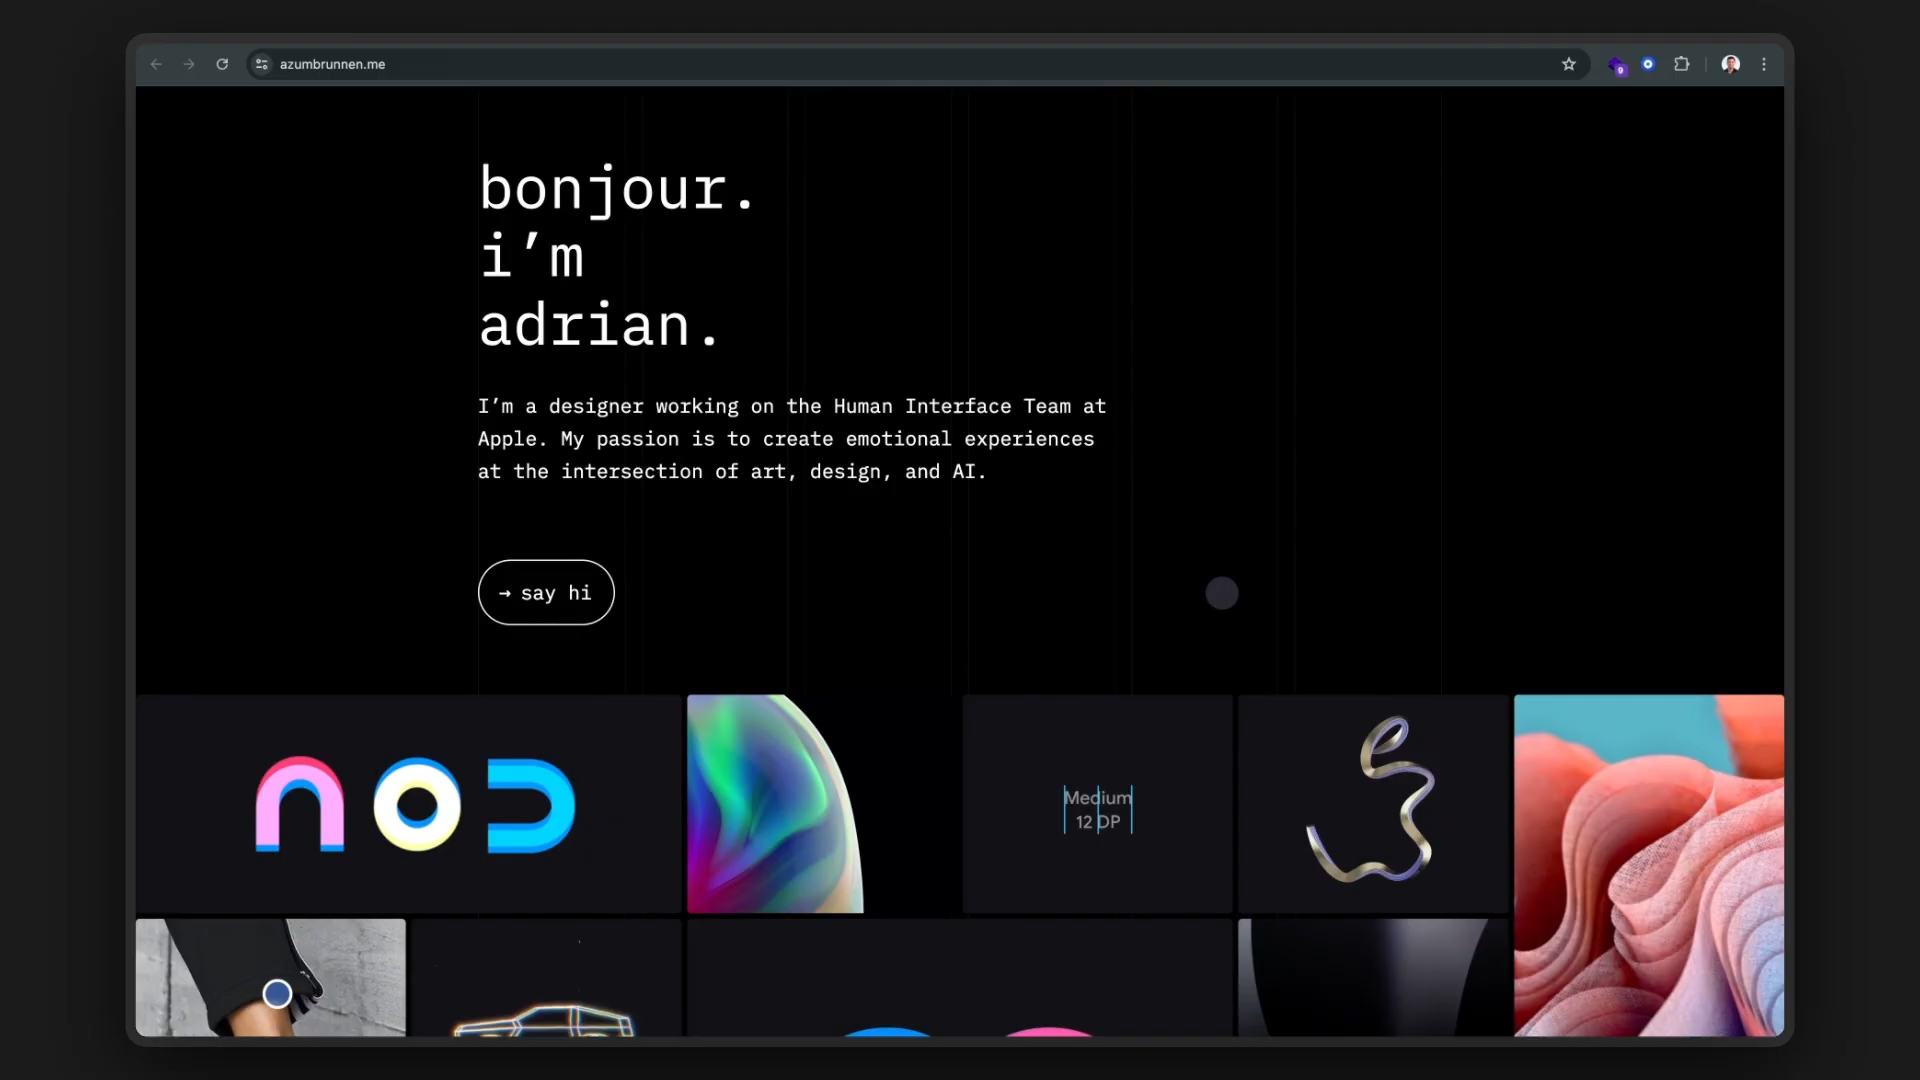 azumbrunnen.me
9
bonjour.
i’m
adrian.
I’m a designer working on the Human Interface Team at
Apple. My passion is to create emotional experiences
at the intersection of art, design, and AI.
→ say hi
Medium
12 DP